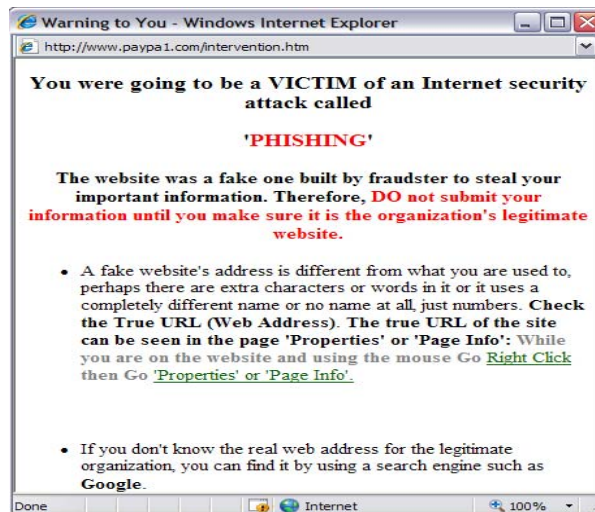 Warning to You - Windows Internet Explorer
http://www.paypa1.com/intervention.htm
You were going to be a VICTIM of an Internet security
attack called
'PHISHING'
The website was a fake one built by fraudster to steal your
important information. Therefore, DO not submit your
information until you make sure it is the organization's legitimate
website.
• A fake website's address is different from what you are used to,
perhaps there are extra characters or words in it or it uses a
completely different name or no name at all, just numbers. Check
the True URL (Web Address). The true URL of the site
can be seen in the page 'Properties' or 'Page Info': While
you are on the website and using the mouse Go Right Click
then Go 'Properties' or 'Page Info'.
• If you don't know the real web address for the legitimate
organization, you can find it by using a search engine such as
Google.
Done Internet 100%